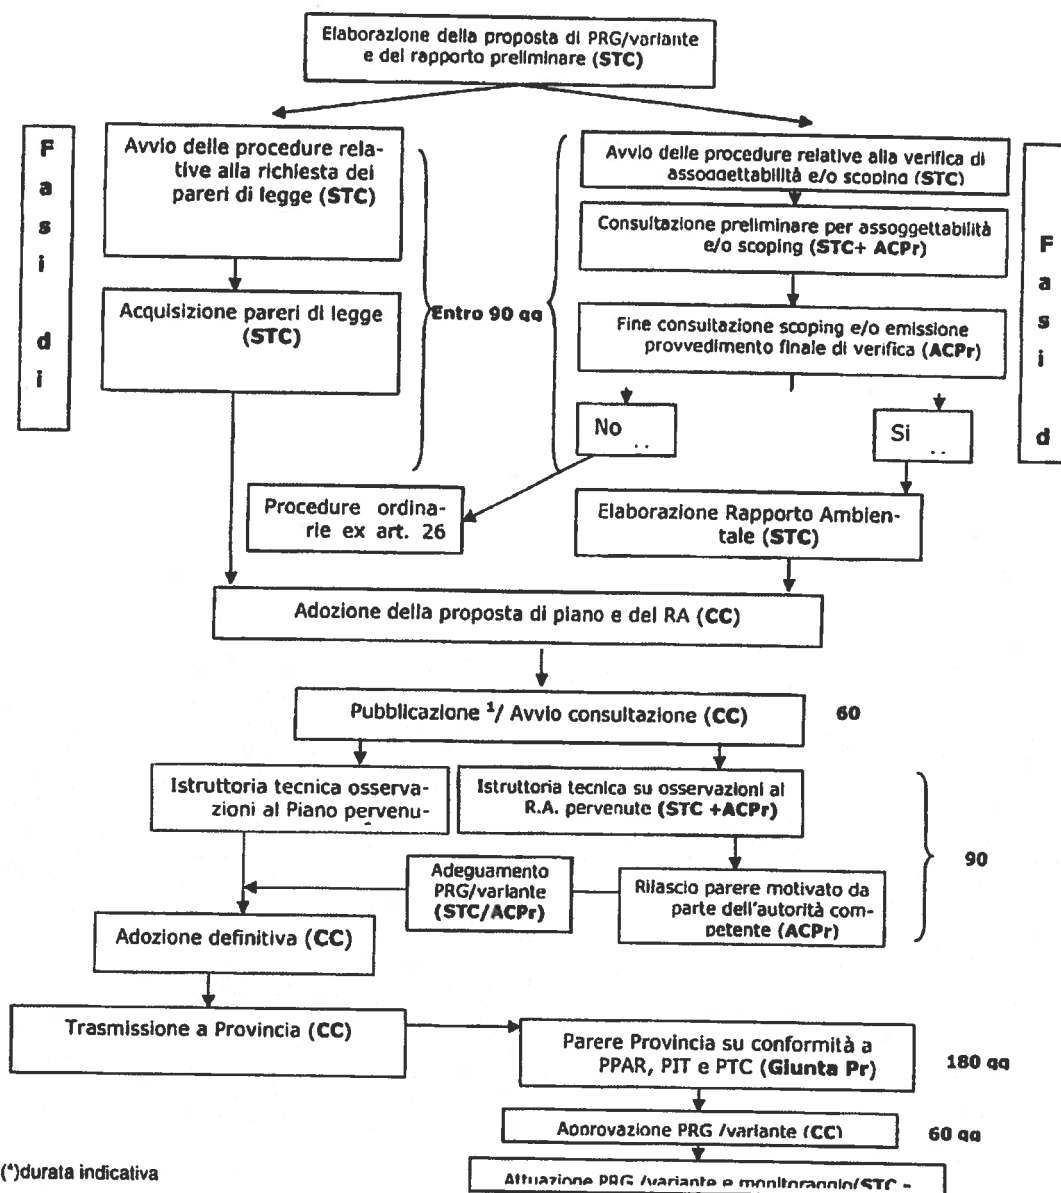 Elaborazione della proposta di PRG/variante
e del rapporto preliminare (STC)
F
a
s
i
d
i
Avvio delle procedure rela-
tive alla richiesta dei
pareri di legge (STC)
Acquisizione pareri di legge
(STC)
Entro 90 gg
Avvio delle procedure relative alla verifica di
assoggettabilità e/o scoping (STC)
Consultazione preliminare per assoggettabilità
e/o scoping (STC+ ACPr)
Fine consultazione scoping e/o emissione
provvedimento finale di verifica (ACPr)
F
a
s
i
d
No
Si
Procedure ordina-
rie ex art. 26
Elaborazione Rapporto Ambien-
tale (STC)
Adozione della proposta di piano e del RA (CC)
Pubblicazione 1/ Avvio consultazione (CC)
60
Istruttoria tecnica osserva-
zioni al Piano pervenu-
Istruttoria tecnica su osservazioni al
R.A. pervenute (STC +ACPr)
90
Adeguamento
PRG/variante
(STC/ACPr)
Rilascio parere motivato da
parte dell'autorità com-
petente (ACPr)
Adozione definitiva (CC)
Trasmissione a Provincia (CC)
Parere Provincia su conformità a
PPAR, PIT e PTC (Giunta Pr)
180 gg
Approvazione PRG /variante (CC)
60 gg
(*)durata indicativa
Attuazione PRG /variante e monitoraggio(STC -